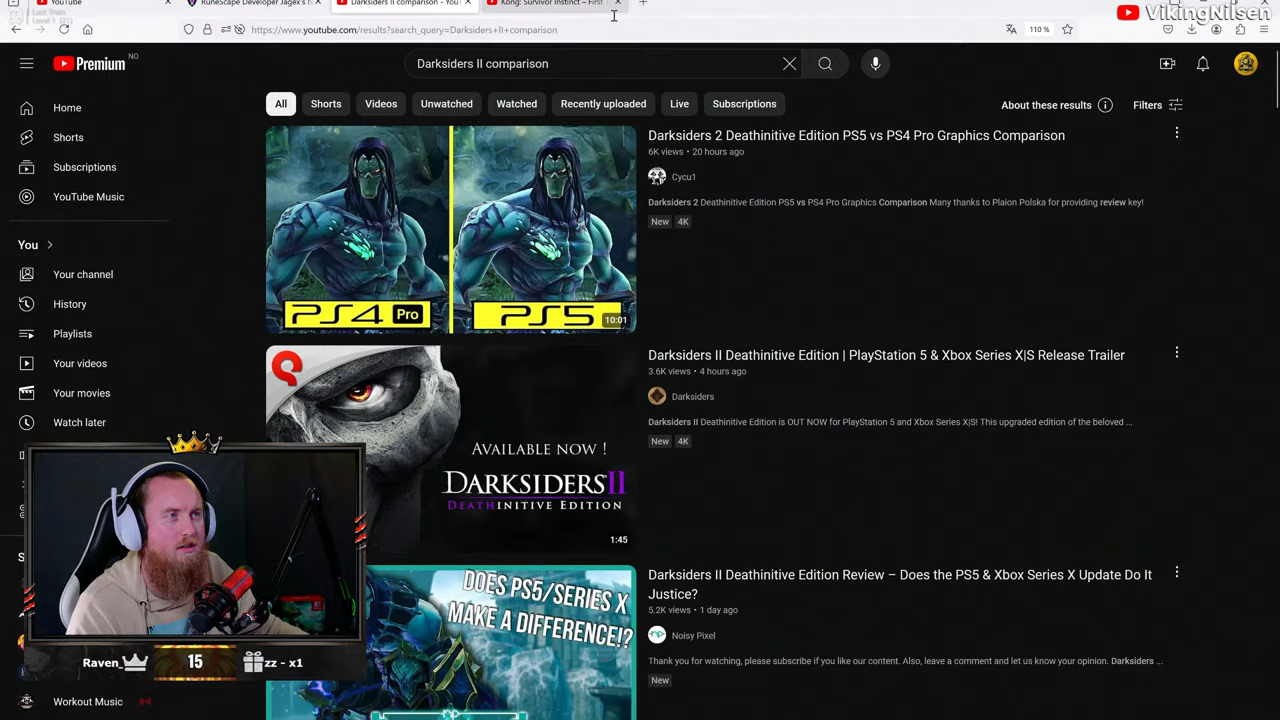 YouTube
RuneScape Developer Jagex's N
Darksiders II comparison - YouT
Kong: Survivor Instinct – First
VikingNilsen
Level 1 (21)
https://www.youtube.com/results?search_query=Darksiders+II+comparison
110 %
Premium
NO
Darksiders II comparison
Home
Shorts
Subscriptions
YouTube Music
You
Your channel
History
Playlists
Your videos
Your movies
Watch later
Workout Music
All
Shorts
Videos
Unwatched
Watched
Recently uploaded
Live
Subscriptions
About these results
Filters
PS4 Pro
PS5
10:01
Darksiders 2 Deathinitive Edition PS5 vs PS4 Pro Graphics Comparison
6K views • 20 hours ago
Cycu1
Darksiders 2 Deathinitive Edition PS5 vs PS4 Pro Graphics Comparison Many thanks to Plaion Polska for providing review key!
New
4K
AVAILABLE NOW !
DARKSIDERS II
DEATHINITIVE EDITION
1:45
Darksiders II Deathinitive Edition | PlayStation 5 & Xbox Series X|S Release Trailer
3.6K views • 4 hours ago
Darksiders
Darksiders II Deathinitive Edition is OUT NOW for PlayStation 5 and Xbox Series X|S! This upgraded edition of the beloved ...
New
4K
DOES PS5/SERIES X
MAKE A DIFFERENCE!?
Darksiders II Deathinitive Edition Review – Does the PS5 & Xbox Series X Update Do It
Justice?
5.2K views • 1 day ago
Noisy Pixel
Thank you for watching, please subscribe if you like our content. Also, leave a comment and let us know your opinion. Darksiders ...
New
Raven_
15
zz - x1